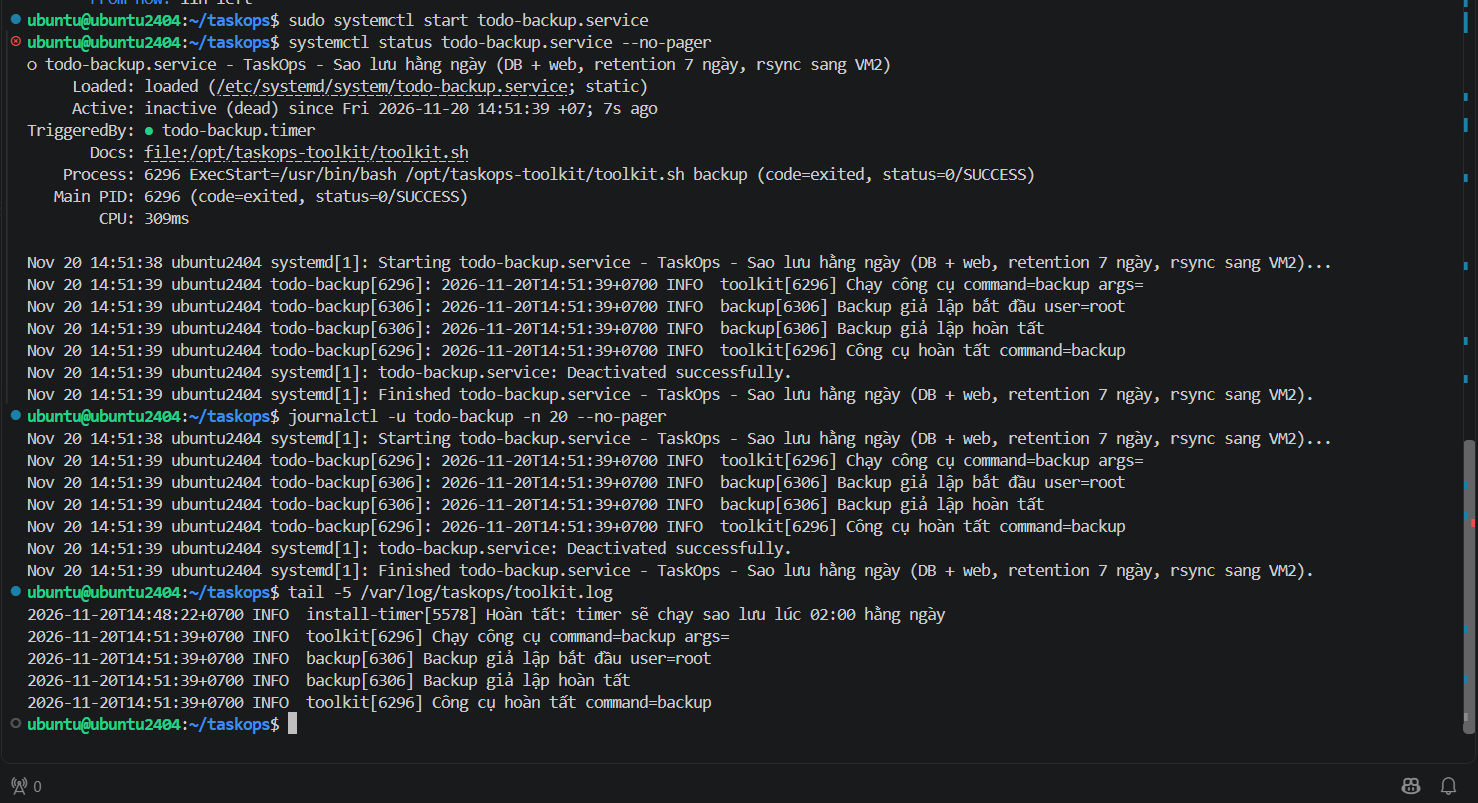 ubuntu@ubuntu2404:~/taskops$ sudo systemctl start todo-backup.service
ubuntu@ubuntu2404:~/taskops$ systemctl status todo-backup.service --no-pager
○ todo-backup.service - TaskOps - Sao lưu hằng ngày (DB + web, retention 7 ngày, rsync sang VM2)
Loaded: loaded (/etc/systemd/system/todo-backup.service; static)
Active: inactive (dead) since Fri 2026-11-20 14:51:39 +07; 7s ago
TriggeredBy: ● todo-backup.timer
Docs: file:/opt/taskops-toolkit/toolkit.sh
Process: 6296 ExecStart=/usr/bin/bash /opt/taskops-toolkit/toolkit.sh backup (code=exited, status=0/SUCCESS)
Main PID: 6296 (code=exited, status=0/SUCCESS)
CPU: 309ms
Nov 20 14:51:38 ubuntu2404 systemd[1]: Starting todo-backup.service - TaskOps - Sao lưu hằng ngày (DB + web, retention 7 ngày, rsync sang VM2)...
Nov 20 14:51:39 ubuntu2404 todo-backup[6296]: 2026-11-20T14:51:39+0700 INFO  toolkit[6296] Chạy công cụ command=backup args=
Nov 20 14:51:39 ubuntu2404 todo-backup[6306]: 2026-11-20T14:51:39+0700 INFO  backup[6306] Backup giả lập bắt đầu user=root
Nov 20 14:51:39 ubuntu2404 todo-backup[6306]: 2026-11-20T14:51:39+0700 INFO  backup[6306] Backup giả lập hoàn tất
Nov 20 14:51:39 ubuntu2404 todo-backup[6296]: 2026-11-20T14:51:39+0700 INFO  toolkit[6296] Công cụ hoàn tất command=backup
Nov 20 14:51:39 ubuntu2404 systemd[1]: todo-backup.service: Deactivated successfully.
Nov 20 14:51:39 ubuntu2404 systemd[1]: Finished todo-backup.service - TaskOps - Sao lưu hằng ngày (DB + web, retention 7 ngày, rsync sang VM2).
ubuntu@ubuntu2404:~/taskops$ journalctl -u todo-backup -n 20 --no-pager
Nov 20 14:51:38 ubuntu2404 systemd[1]: Starting todo-backup.service - TaskOps - Sao lưu hằng ngày (DB + web, retention 7 ngày, rsync sang VM2)...
Nov 20 14:51:39 ubuntu2404 todo-backup[6296]: 2026-11-20T14:51:39+0700 INFO  toolkit[6296] Chạy công cụ command=backup args=
Nov 20 14:51:39 ubuntu2404 todo-backup[6306]: 2026-11-20T14:51:39+0700 INFO  backup[6306] Backup giả lập bắt đầu user=root
Nov 20 14:51:39 ubuntu2404 todo-backup[6306]: 2026-11-20T14:51:39+0700 INFO  backup[6306] Backup giả lập hoàn tất
Nov 20 14:51:39 ubuntu2404 todo-backup[6296]: 2026-11-20T14:51:39+0700 INFO  toolkit[6296] Công cụ hoàn tất command=backup
Nov 20 14:51:39 ubuntu2404 systemd[1]: todo-backup.service: Deactivated successfully.
Nov 20 14:51:39 ubuntu2404 systemd[1]: Finished todo-backup.service - TaskOps - Sao lưu hằng ngày (DB + web, retention 7 ngày, rsync sang VM2).
ubuntu@ubuntu2404:~/taskops$ tail -5 /var/log/taskops/toolkit.log
2026-11-20T14:48:22+0700 INFO  install-timer[5578] Hoàn tất: timer sẽ chạy sao lưu lúc 02:00 hằng ngày
2026-11-20T14:51:39+0700 INFO  toolkit[6296] Chạy công cụ command=backup args=
2026-11-20T14:51:39+0700 INFO  backup[6306] Backup giả lập bắt đầu user=root
2026-11-20T14:51:39+0700 INFO  backup[6306] Backup giả lập hoàn tất
2026-11-20T14:51:39+0700 INFO  toolkit[6296] Công cụ hoàn tất command=backup
ubuntu@ubuntu2404:~/taskops$
0